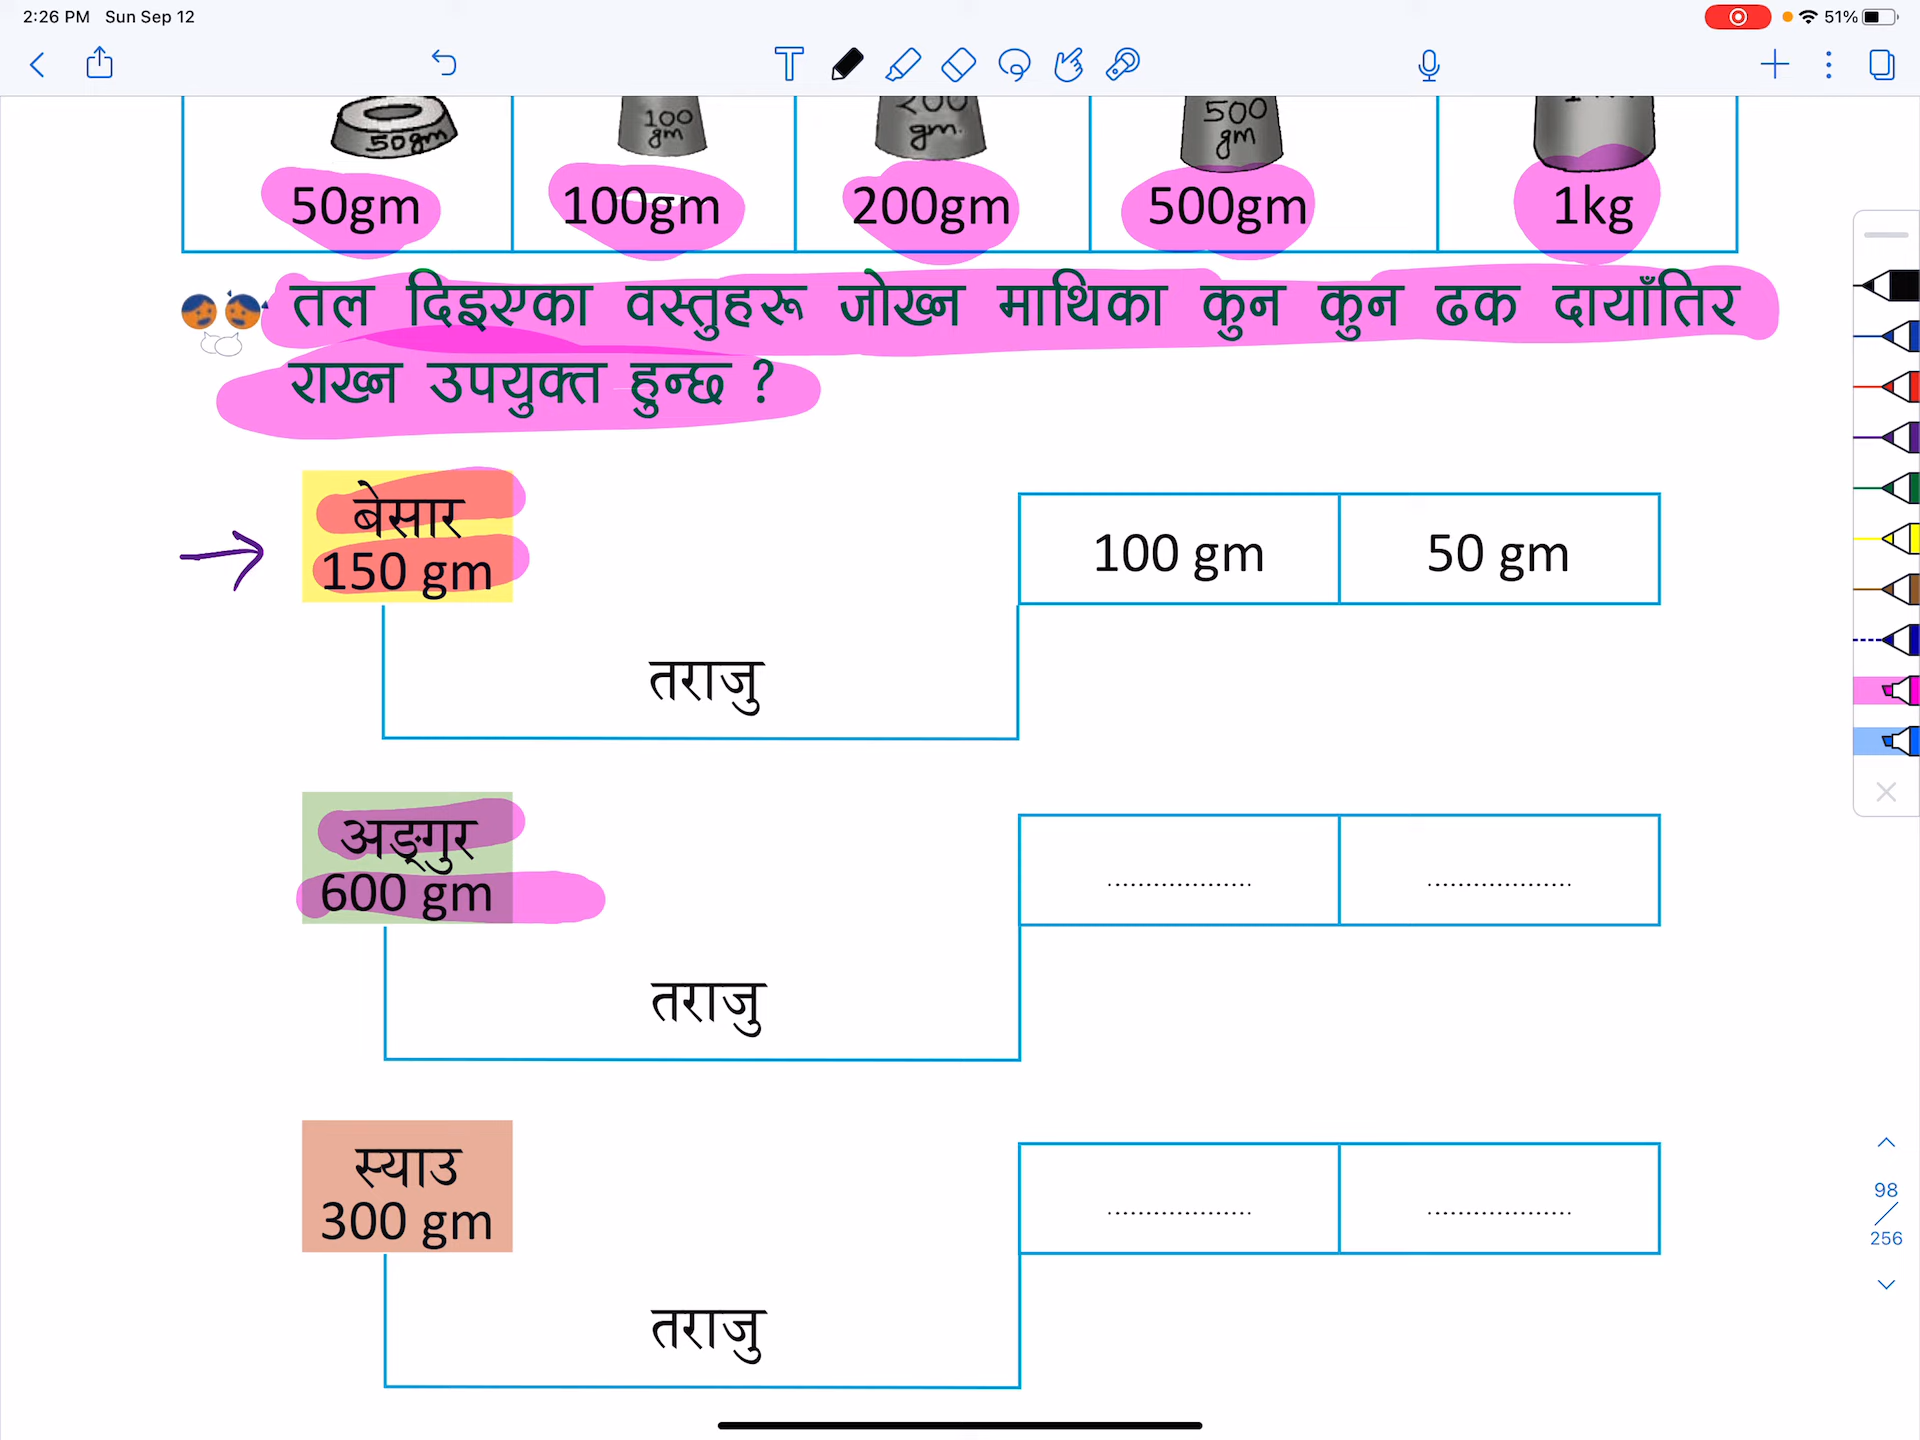 2:26 PM Sun Sep 12 51%
50gm 100 gm gm. 500 gm
50gm 100gm 200gm 500gm 1kg
तल दिइएका वस्तुहरू जोख्न माथिका कुन कुन ढक दायाँतिर
राख्न उपयुक्त हुन्छ ?
बेसार
150 gm
100 gm 50 gm
तराजु
अङ्गुर
600 gm
.................. ..................
तराजु
स्याउ
300 gm
.................. ..................
तराजु
98
/
256